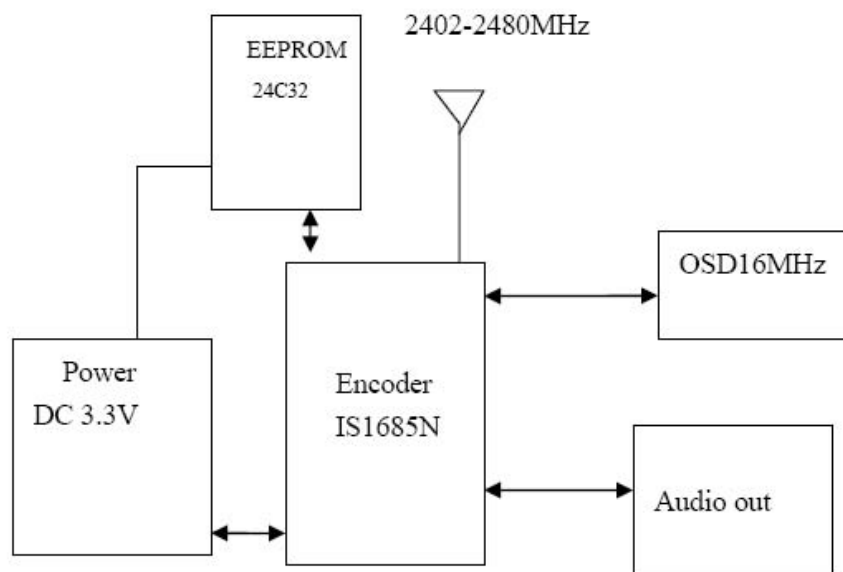 EEPROM
24C32
2402-2480MHz
OSD16MHz
Power
DC 3.3V
Encoder
IS1685N
Audio out